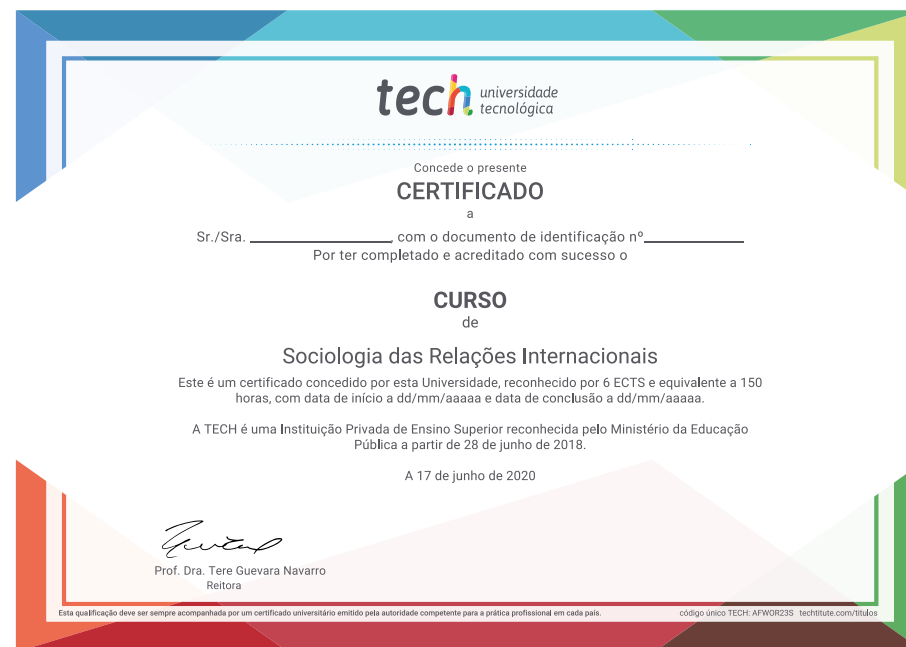 tech universidade
tecnológica
Concede o presente
CERTIFICADO
a
Sr./Sra. ____________, com o documento de identificação nº____________
Por ter completado e acreditado com sucesso o
CURSO
de
Sociologia das Relações Internacionais
Este é um certificado concedido por esta Universidade, reconhecido por 6 ECTS e equivalente a 150
horas, com data de início a dd/mm/aaaaa e data de conclusão a dd/mm/aaaaa.
A TECH é uma Instituição Privada de Ensino Superior reconhecida pelo Ministério da Educação
Pública a partir de 28 de junho de 2018.
A 17 de junho de 2020
Prof. Dra. Tere Guevara Navarro
Reitora
Esta qualificação deve ser sempre acompanhada por um certificado universitário emitido pela autoridade competente para a prática profissional em cada país.
código único TECH: AFWOR23S techtitute.com/titulos